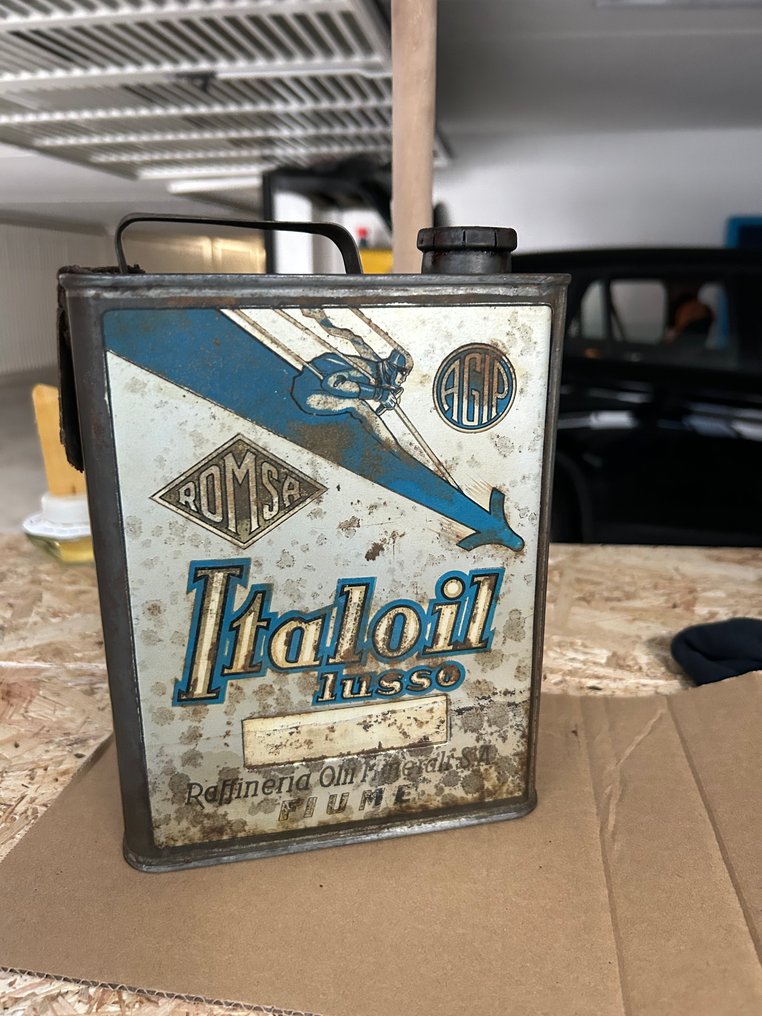 AGIP
ROMSA
Italoil
lusso
Raffineria Olii Minerali S.A.
FIUME